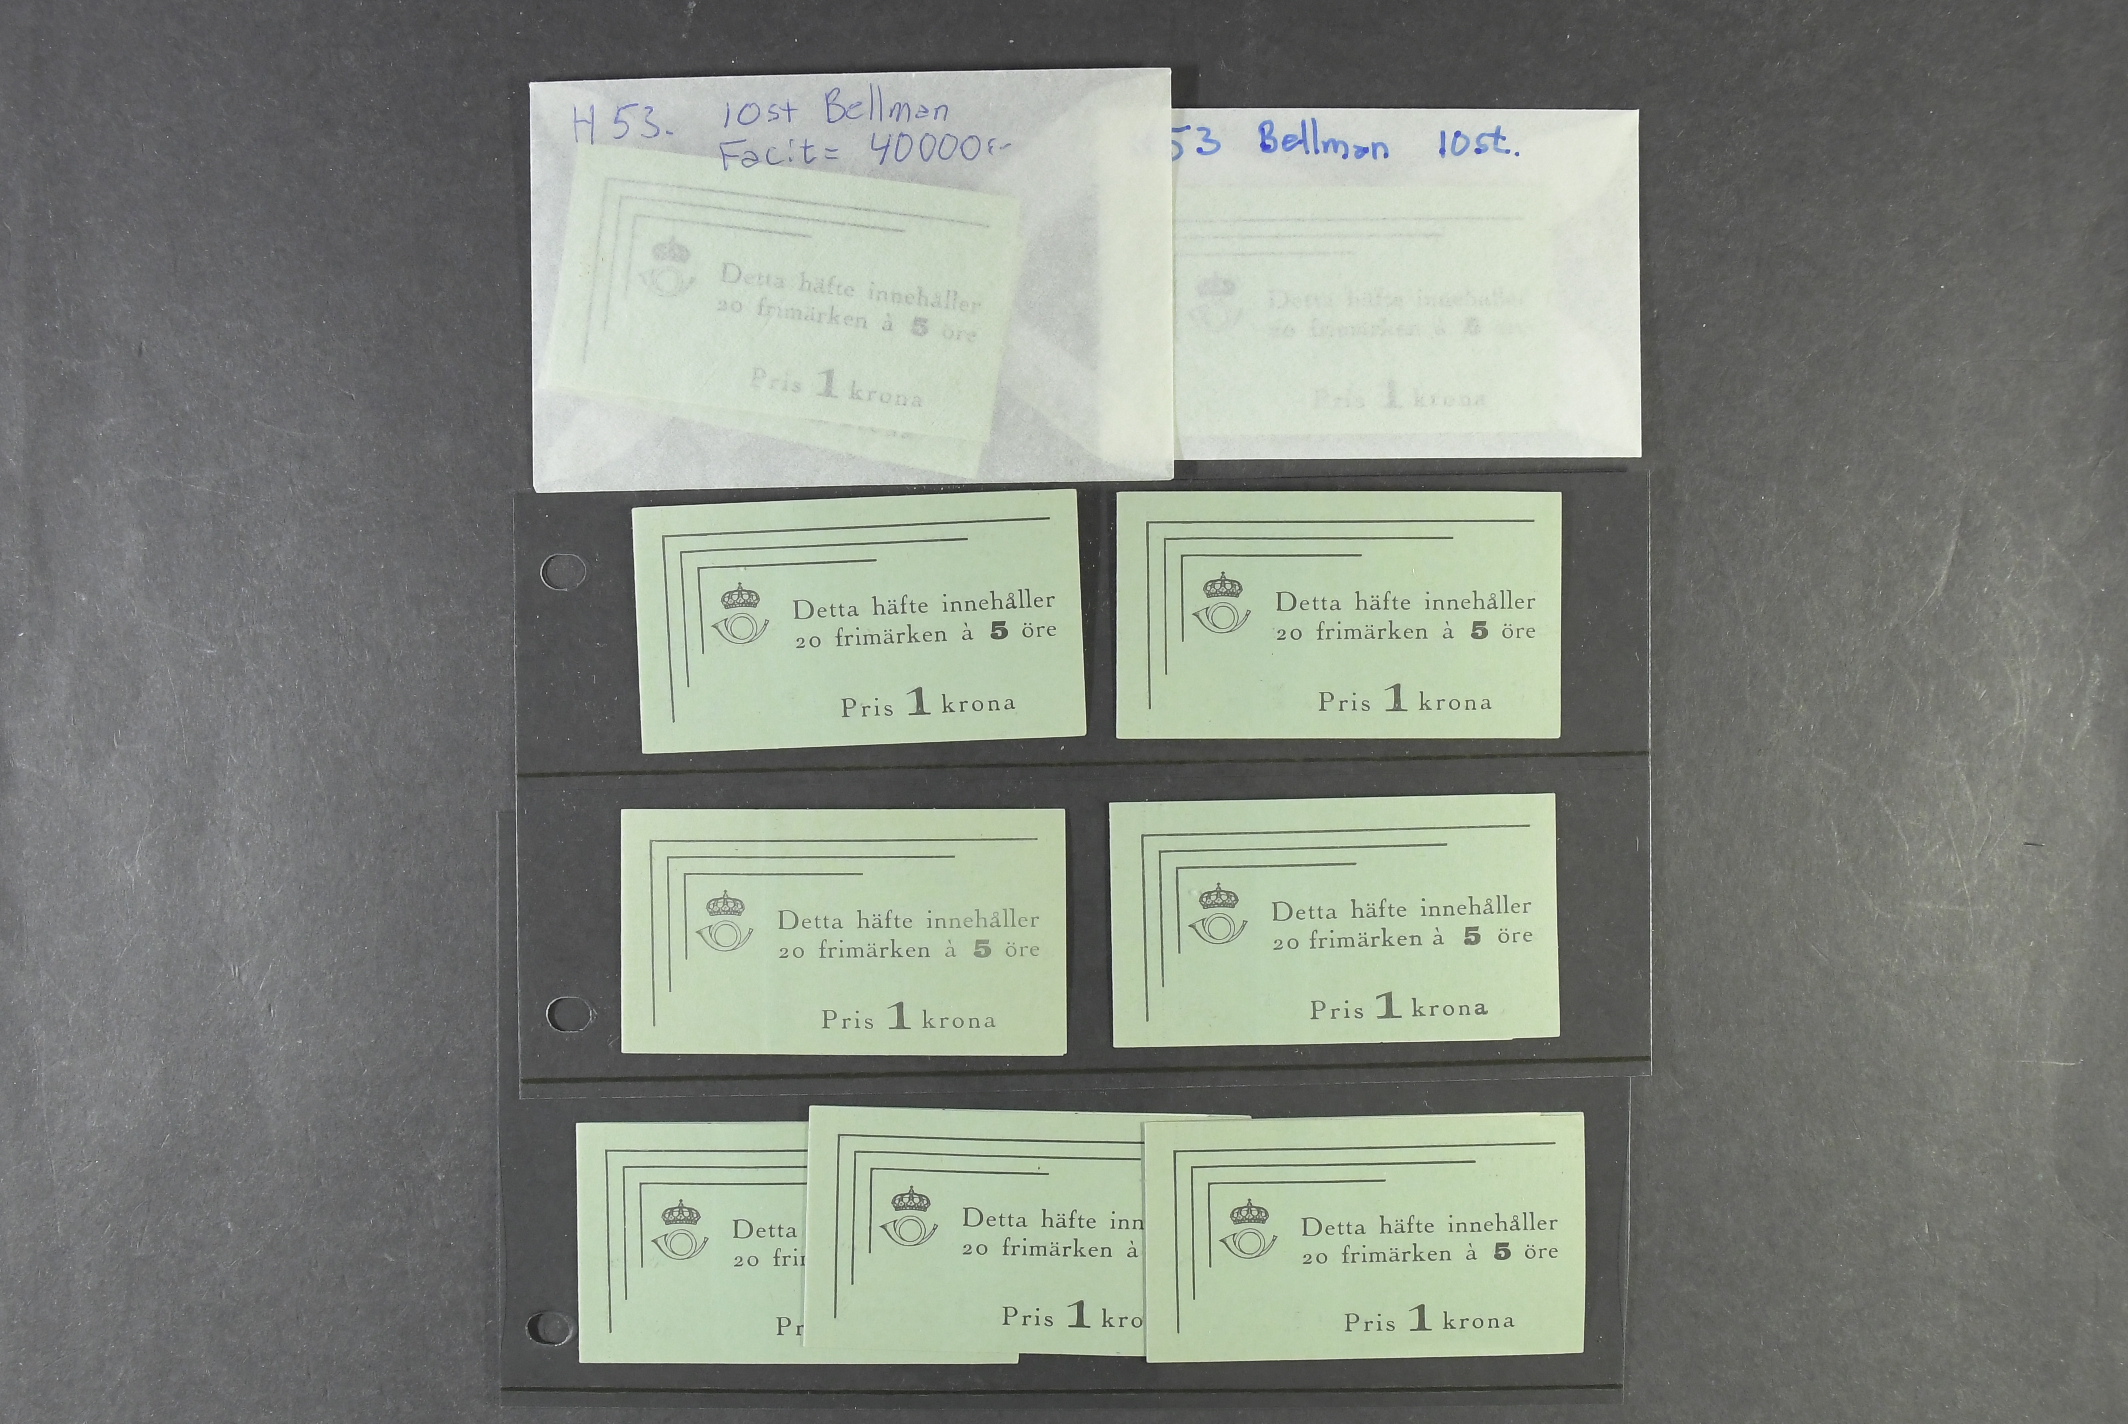 H 53. 10st Bellman
Facit= 40000:-
Detta häfte innehåller
20 frimärken à 5 öre
Pris 1 krona
53 Bellman 10st.
Detta häfte innehåller
20 frimärken à 5
Pris 1 krona
Detta häfte innehåller
20 frimärken à 5 öre
Pris 1 krona
Detta häfte innehåller
20 frimärken à 5 öre
Pris 1 krona
Detta häfte innehåller
20 frimärken à 5 öre
Pris 1 krona
Detta häfte innehåller
20 frimärken à 5 öre
Pris 1 krona
Detta
20 frim
Pr
Detta häfte inn
20 frimärken à
Pris 1 kro
Detta häfte innehåller
20 frimärken à 5 öre
Pris 1 krona